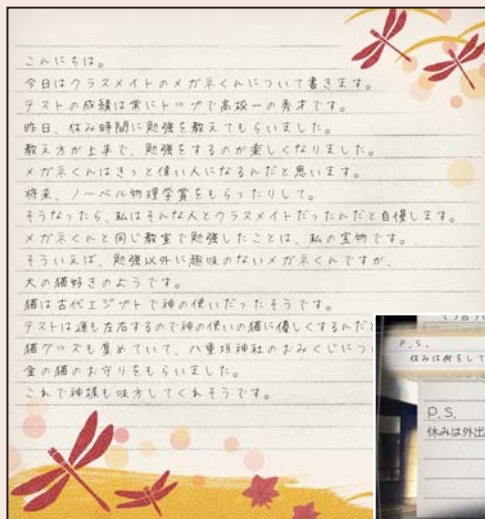 こんにちは。
今日はクラスメイトのメガネくんについて書きます。
テストの成績は常にトップで高坂一の秀才です。
昨日、休み時間に勉強を教えてもらいました。
教え方が上手で、勉強をするのが楽しくなりました。
メガネくんはきっと偉い人になるんだと思います。
将来、ノーベル物理学賞をもらったりして。
そうなったら、私はそんな人とクラスメイトだったんだと自慢します。
メガネくんと同じ教室で勉強したことは、私の宝物です。
そういえば、勉強以外に趣味のないメガネくんですが、
大の猫好きのようです。
猫は古代エジプトで神の使いだったそうです。
テストは運も左右するので神の使いの猫に優しくするんだ
猫グッズも集めていて、八重垣神社のおみくじについ
金の猫のお守りをもらいました。
これで神様も味方してくれそうです。
P.S.
休みは何をして
P.S.
休みは外出